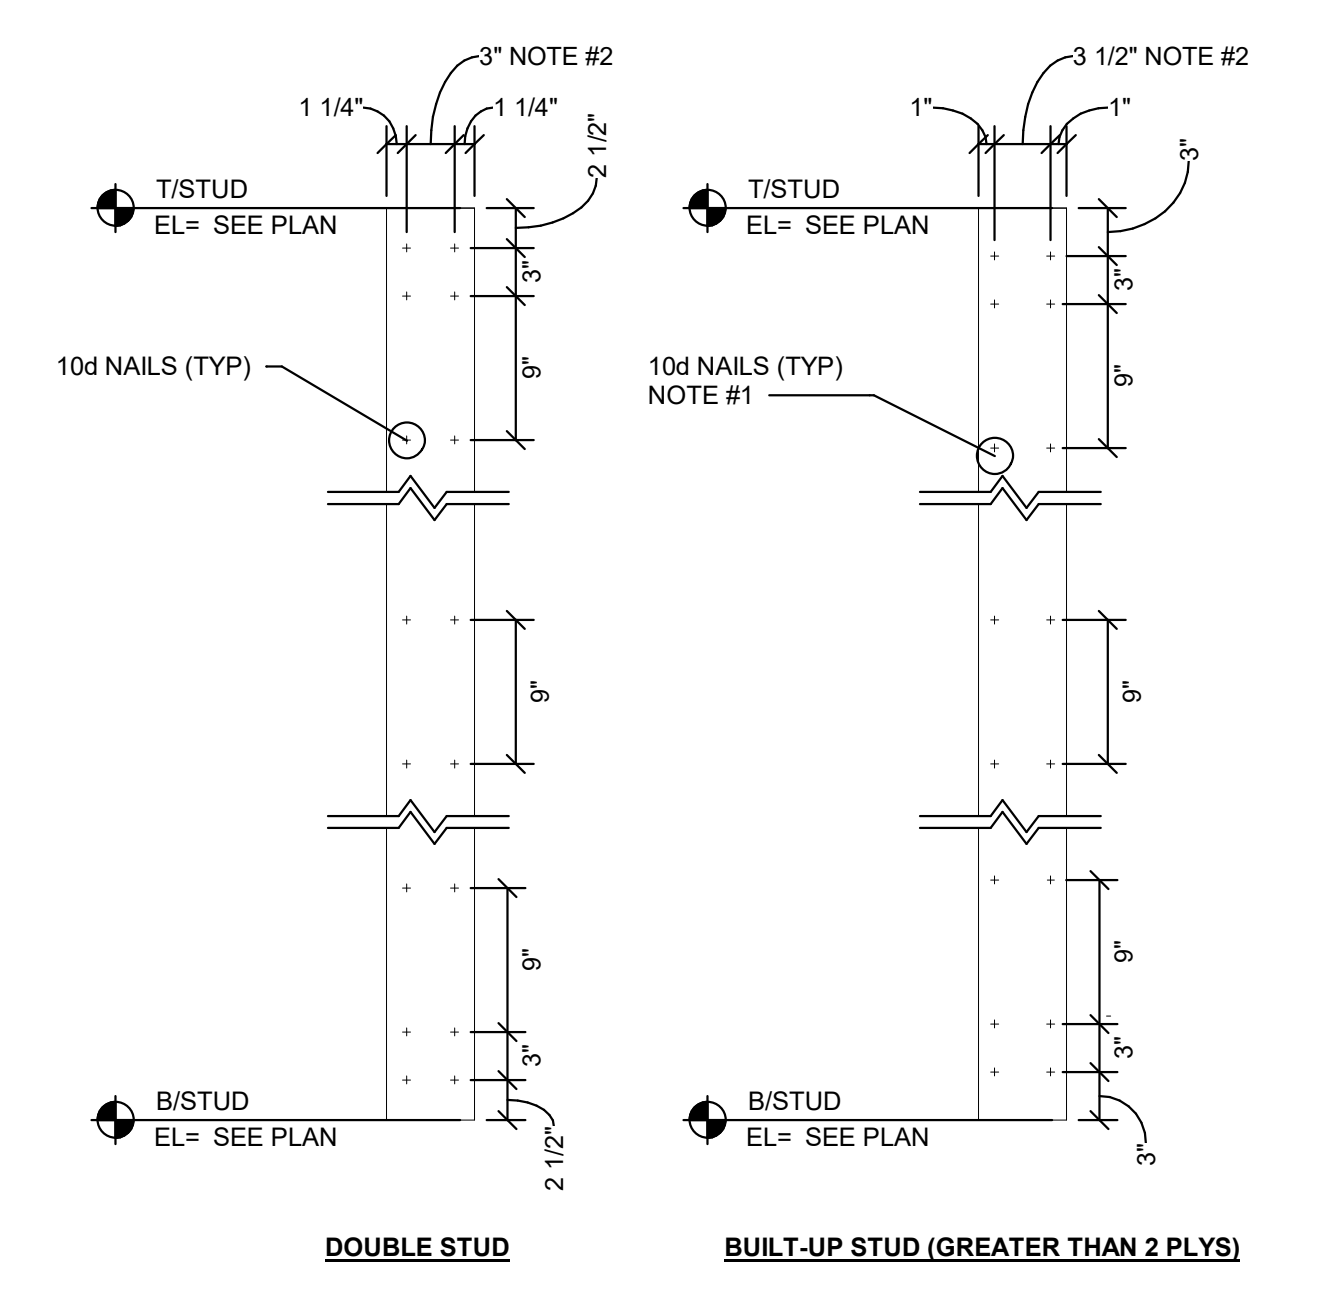 3" NOTE #2
1 1/4"
1 1/4"
2 1/2"
T/STUD
EL= SEE PLAN
3"
10d NAILS (TYP)
9"
9"
9"
3"
B/STUD
EL= SEE PLAN
2 1/2"
DOUBLE STUD
3 1/2" NOTE #2
1"
1"
3"
T/STUD
EL= SEE PLAN
3"
10d NAILS (TYP)
NOTE #1
9"
9"
9"
3"
B/STUD
EL= SEE PLAN
3"
BUILT-UP STUD (GREATER THAN 2 PLYS)